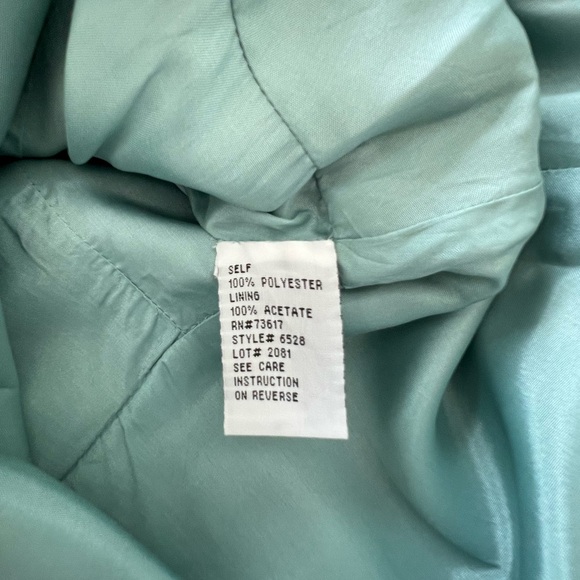 SELF
100% POLYESTER
LINING
100% ACETATE
RN#73617
STYLE# 6528
LOT# 2081
SEE CARE
INSTRUCTION
ON REVERSE